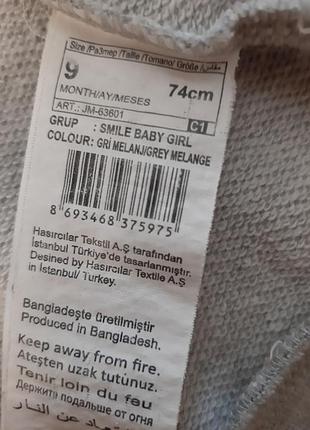 Size /Размер /Taille /Tomano/ Größe / مقاس
9
74cm
MONTH/AY/MESES
ART.: JM-63601
C1
GRUP : SMILE BABY GIRL
COLOUR: GRİ MELANJ/GREY MELANGE
8 693468 375975
Hasırcılar Tekstil A.Ş tarafından
İstanbul Türkiye'de tasarlanmıştır.
Desined by Hasırcılar Textile A.Ş
in İstanbul/ Turkey.
Bangladeşte üretilmiştir
Produced in Bangladesh.
Keep away from fire.
Ateşten uzak tutunuz.
Tenir loin du feu
Держите подальше от огня
عن النار